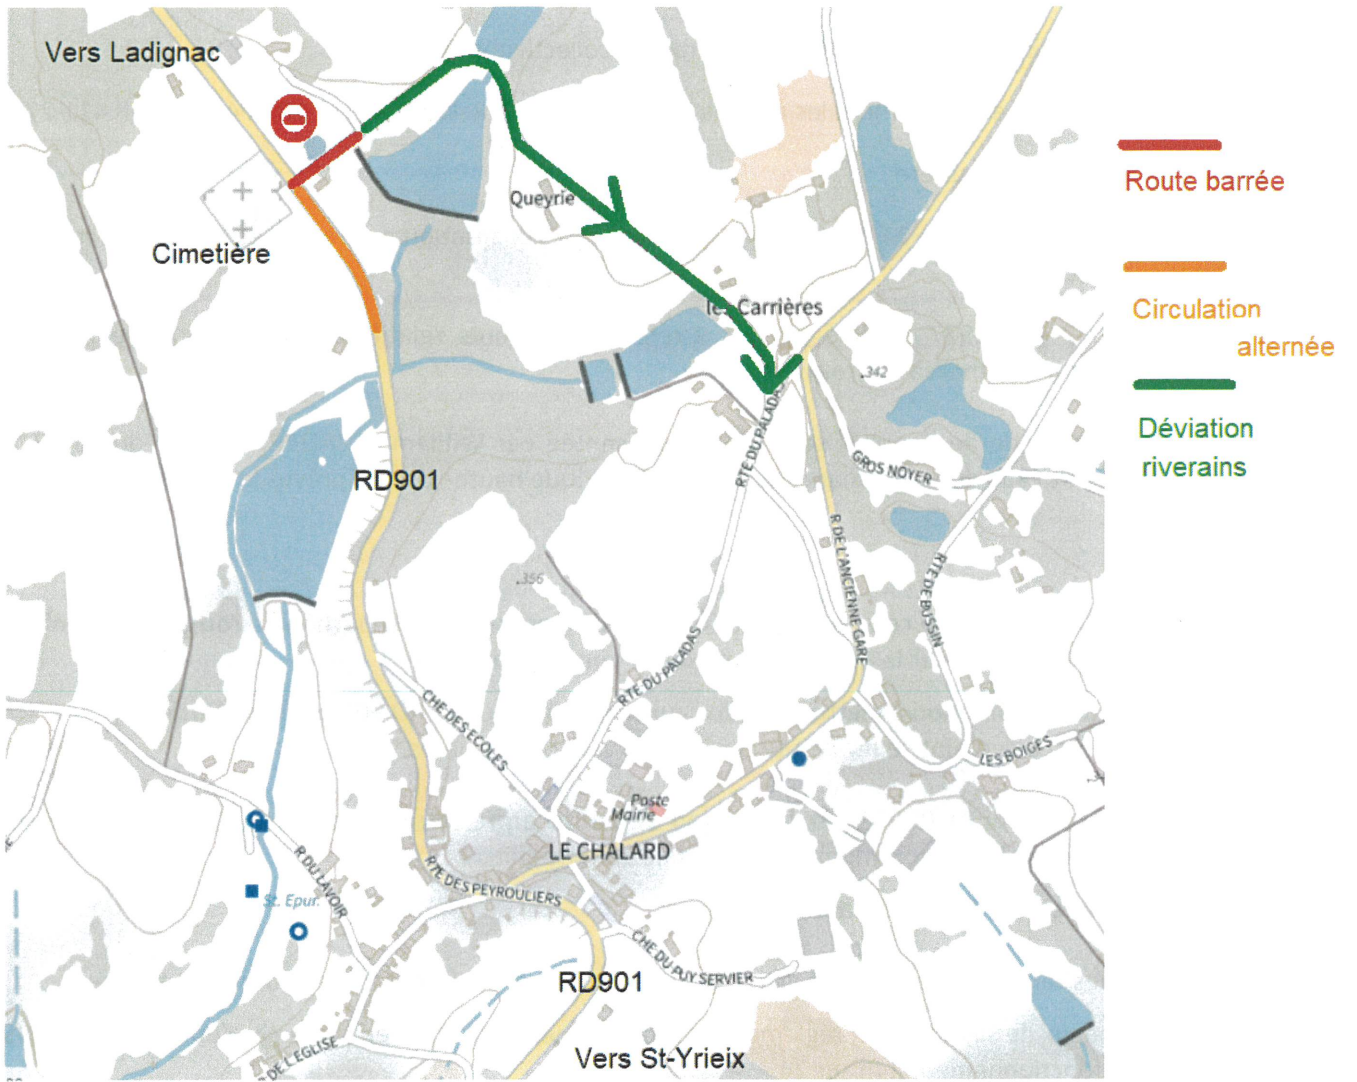 Vers Ladignac
Route barrée
Queyrie
Cimetière
les Carrières
Circulation
alternée
.342
Déviation
riverains
RTE DU PALADAS
GROS NOYER
RD901
R DE L'ANCIENNE GARE
RTE DE BUSSIN
.356
RTE DU PALADAS
CHE DES ECOLES
LES BOIGES
Poste
Mairie
LE CHALARD
R DU LAVOIR
RTE DES PEYROULIERS
St. Epur.
CHE DU PUY SERVIER
RD901
DE L'EGLISE
Vers St-Yrieix